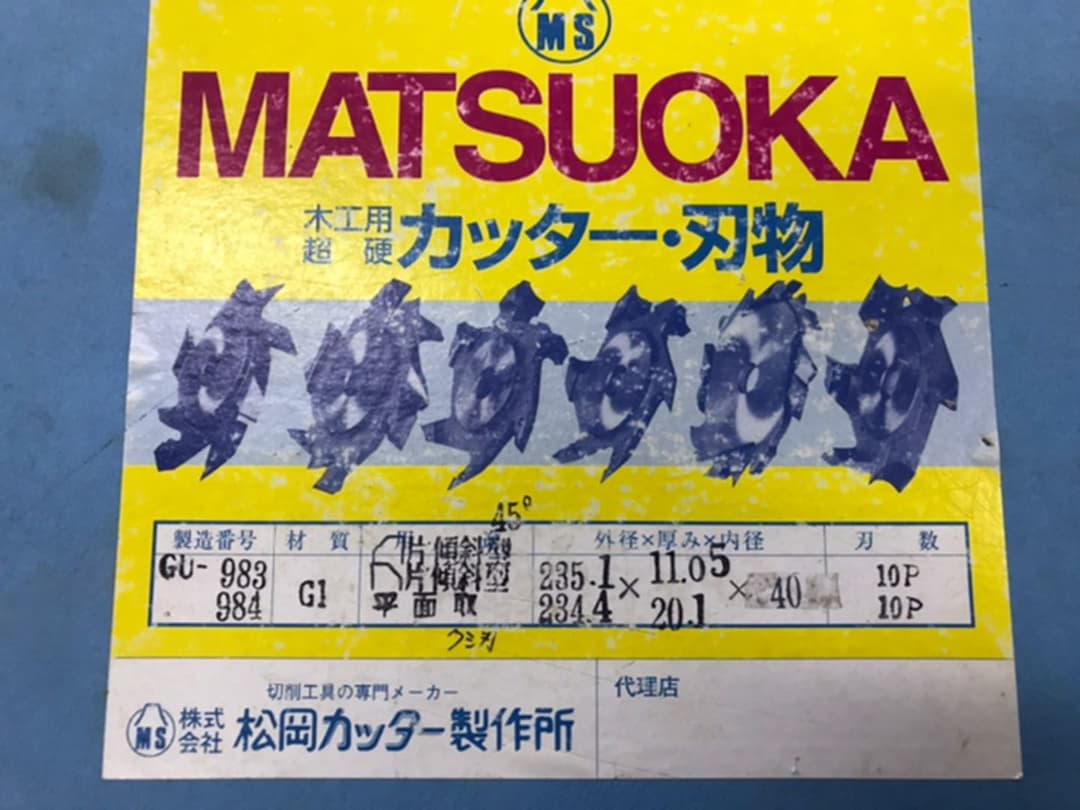 MS
MATSUOKA
木工用
超硬
カッター・刃物
45°
製造番号 材質 外径×厚み×内径 刃数
GU-983 G1 片傾斜型 235.1 × 11.05 × 40 10P
984 片傾斜型 234.4 20.1 10P
平面取
切削工具の専門メーカー
代理店
MS 株式会社 松岡カッター製作所